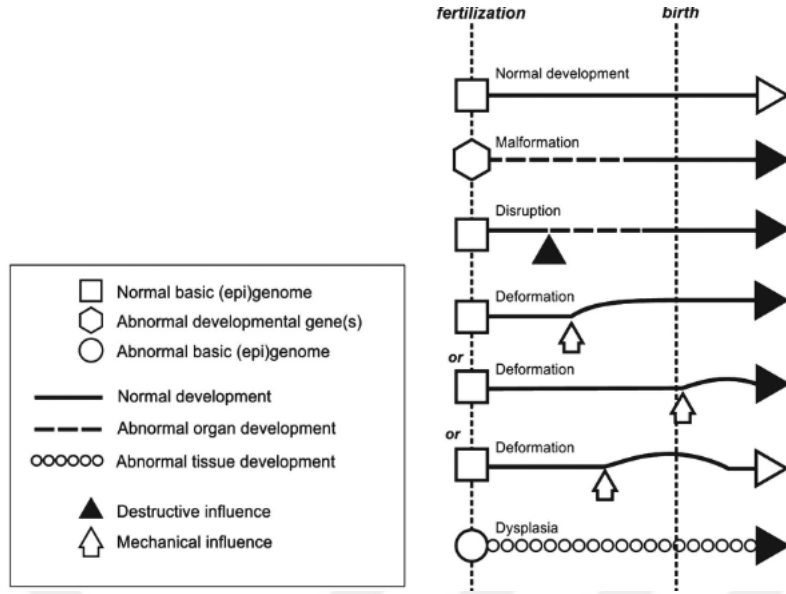 fertilization birth
Normal development
Malformation
Disruption
Deformation
or
Deformation
or
Deformation
Dysplasia
Normal basic (epi)genome
Abnormal developmental gene(s)
Abnormal basic (epi)genome
Normal development
Abnormal organ development
Abnormal tissue development
Destructive influence
Mechanical influence